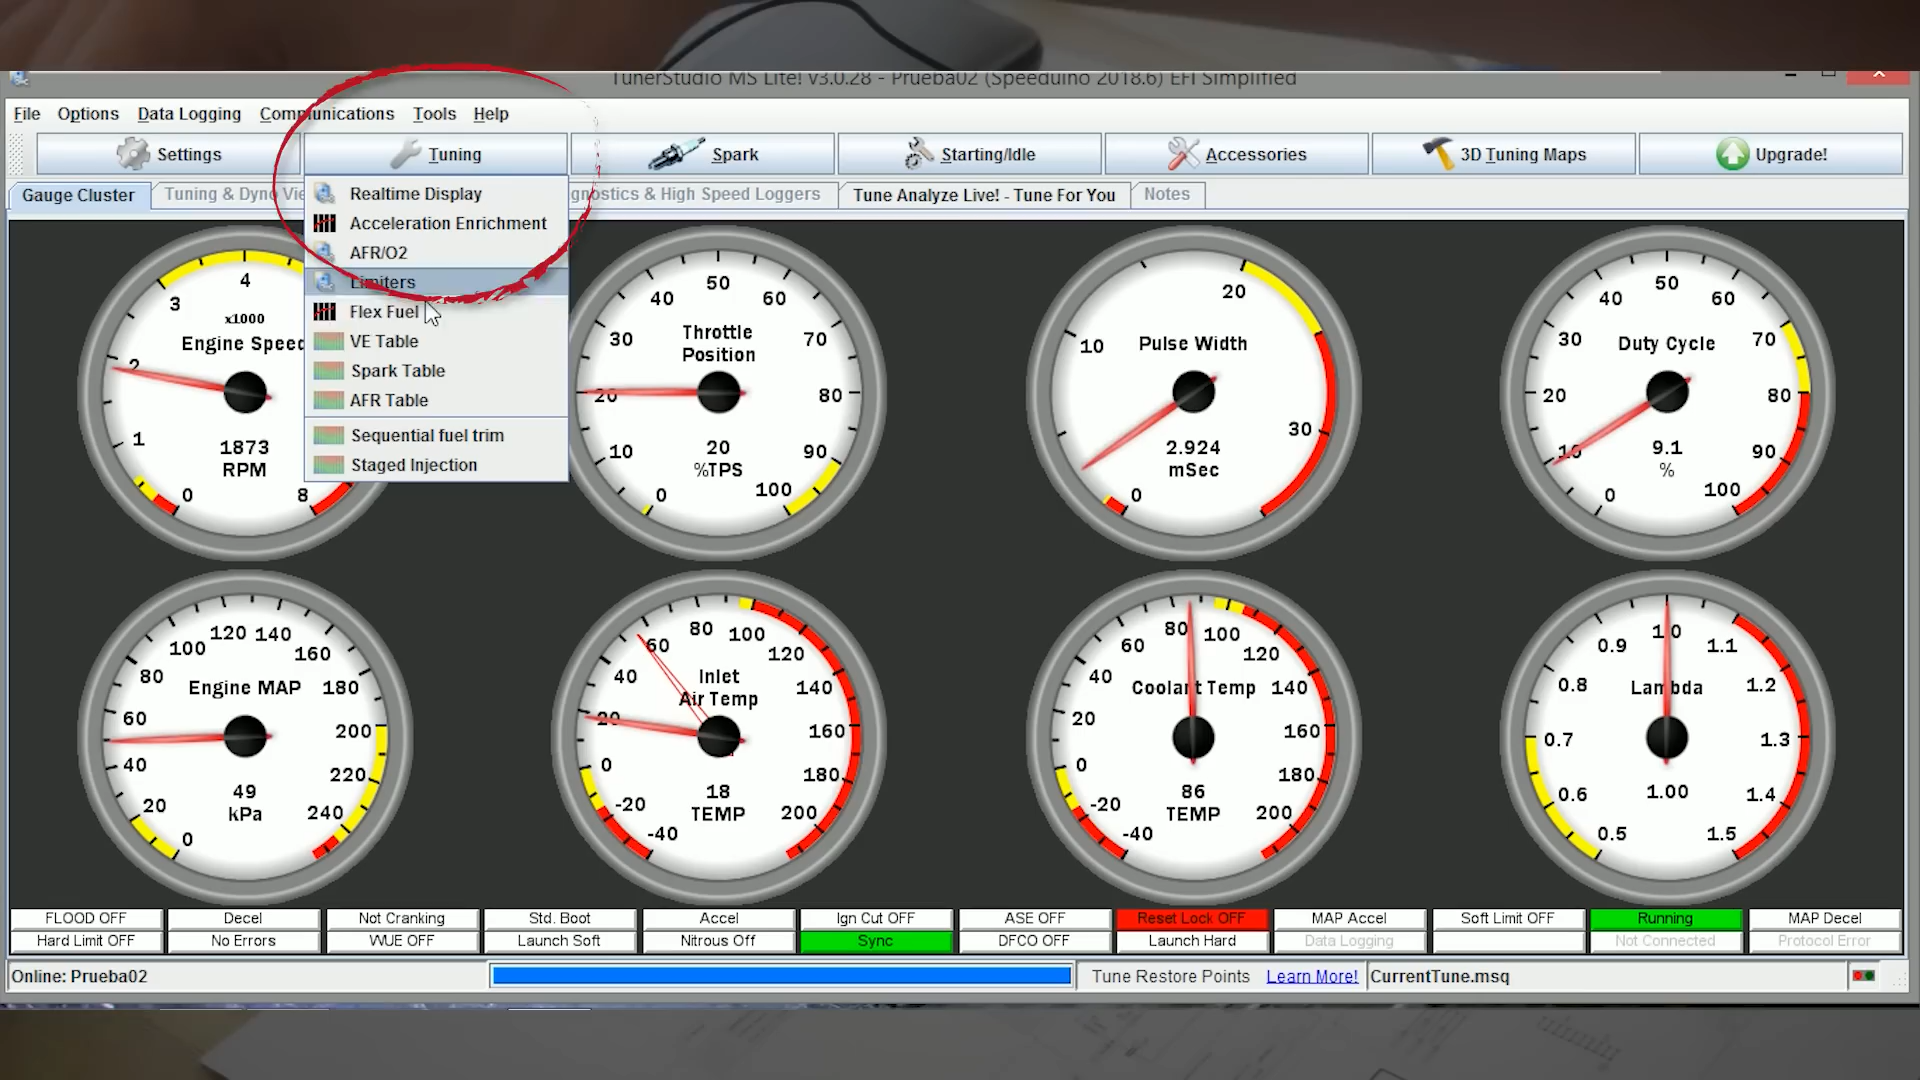 TunerStudio MS Lite! v3.0.28 - Prueba02 (Speeduino 2018.6) EFI Simplified
File Options Data Logging Communications Tools Help
Settings Tuning Spark Starting/Idle Accessories 3D Tuning Maps Upgrade!
Gauge Cluster Tuning & Dyno Vie gnostics & High Speed Loggers Tune Analyze Live! - Tune For You Notes
Realtime Display
Acceleration Enrichment
AFR/O2
Limiters
Flex Fuel
VE Table
Spark Table
AFR Table
Sequential fuel trim
Staged Injection
0 1 2 3 4 8
x1000
Engine Speed
1873
RPM
0 10 20 30 40 50 60 70 80 90 100
Throttle
Position
20
%TPS
0 10 20 30
Pulse Width
2.924
mSec
0 10 20 30 40 50 60 70 80 90 100
Duty Cycle
9.1
%
0 20 40 60 80 100 120 140 160 180 200 220 240
Engine MAP
49
kPa
-40 -20 0 20 40 60 80 100 120 140 160 180 200
Inlet
Air Temp
18
TEMP
-40 -20 0 20 40 60 80 100 120 140 160 180 200
Coolant Temp
86
TEMP
0.5 0.6 0.7 0.8 0.9 1.0 1.1 1.2 1.3 1.4 1.5
Lambda
1.00
FLOOD OFF Decel Not Cranking Std. Boot Accel Ign Cut OFF ASE OFF Reset Lock OFF MAP Accel Soft Limit OFF Running MAP Decel
Hard Limit OFF No Errors WUE OFF Launch Soft Nitrous Off Sync DFCO OFF Launch Hard Data Logging Not Connected Protocol Error
Online: Prueba02 Tune Restore Points Learn More! CurrentTune.msq